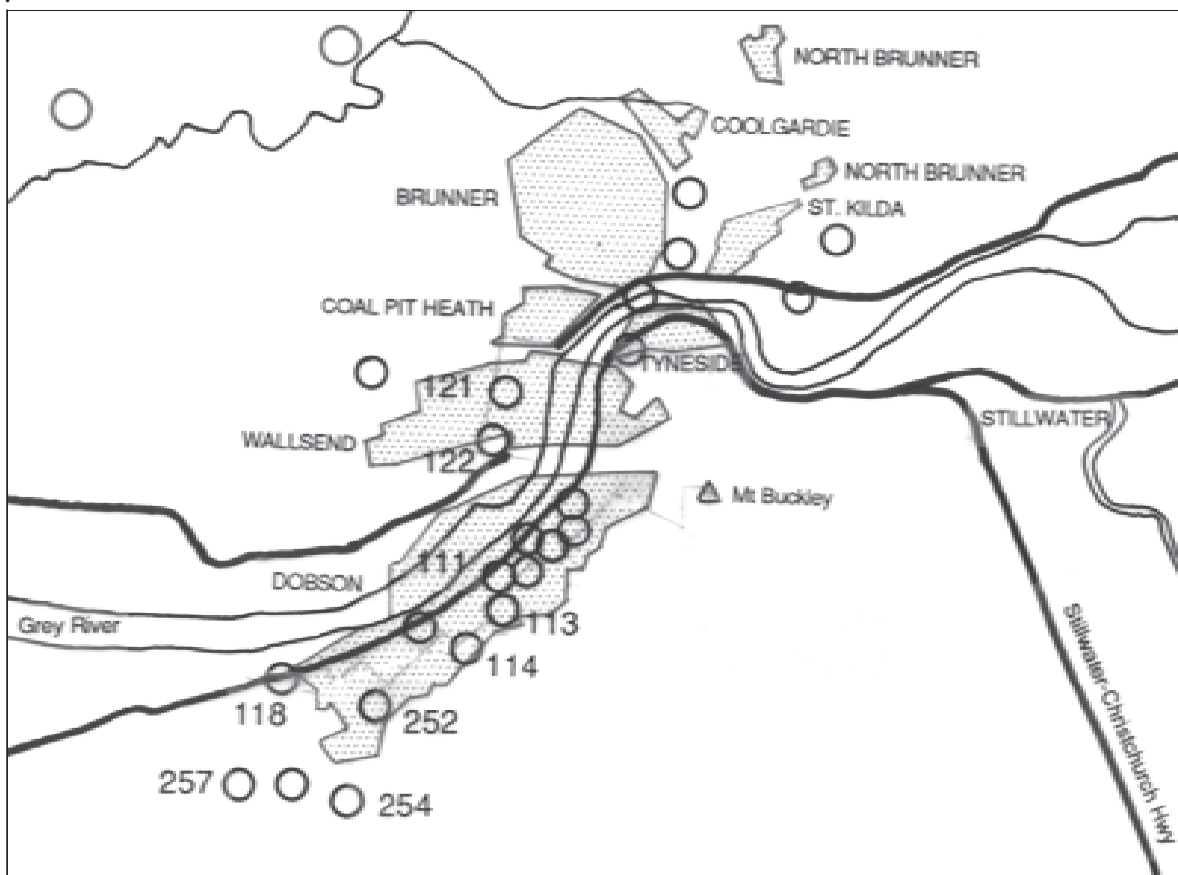 NORTH BRUNNER
COOLGARDIE
NORTH BRUNNER
BRUNNER
ST. KILDA
COAL PIT HEATH
TYNESIDE
121
STILLWATER
WALLSEND
122
Mt Buckley
111
DOBSON
Grey River
113
114
118
252
Stillwater-Christchurch Hwy
257
254